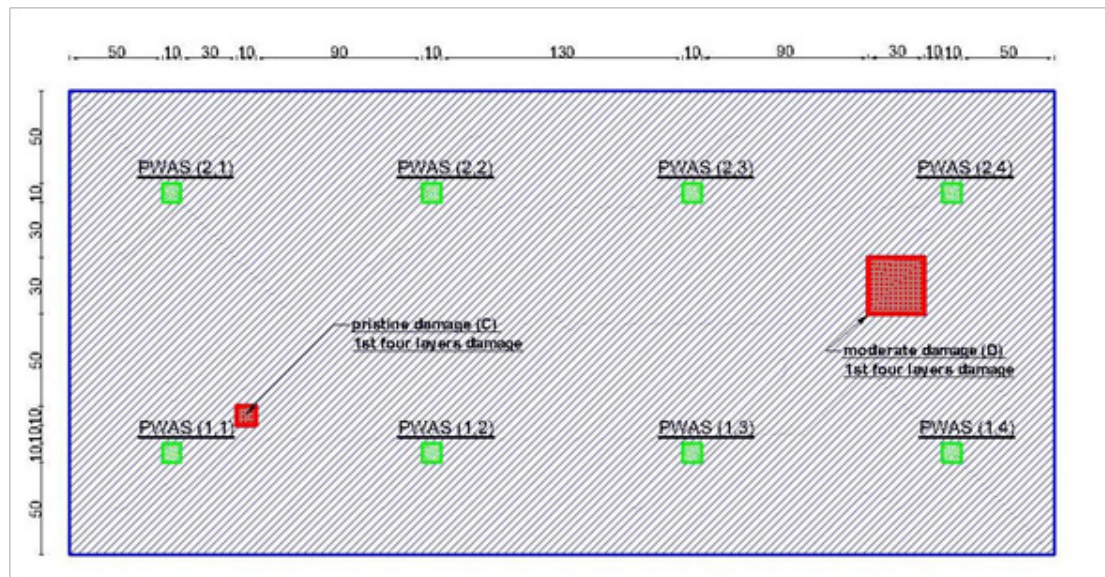 50 10 30 10 90 10 130 10 90 30 10 10 50
50
10
30
30
50
10
10
10
50
PWAS (2,1) PWAS (2,2) PWAS (2,3) PWAS (2,4)
pristine damage (C)
1st four layers damage
moderate damage (D)
1st four layers damage
PWAS (1,1) PWAS (1,2) PWAS (1,3) PWAS (1,4)